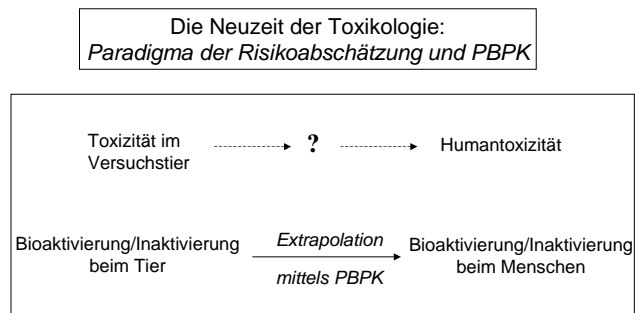 Die Neuzeit der Toxikologie:
Paradigma der Risikoabschätzung und PBPK
Toxizität im
Versuchstier
?
Humantoxizität
Bioaktivierung/Inaktivierung
beim Tier
Extrapolation
mittels PBPK
Bioaktivierung/Inaktivierung
beim Menschen